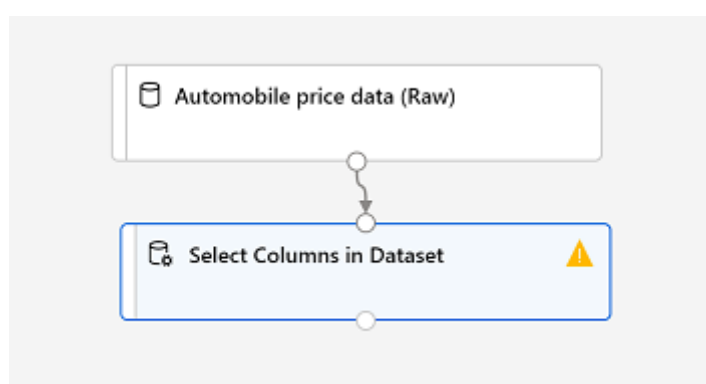 Automobile price data (Raw)
Select Columns in Dataset